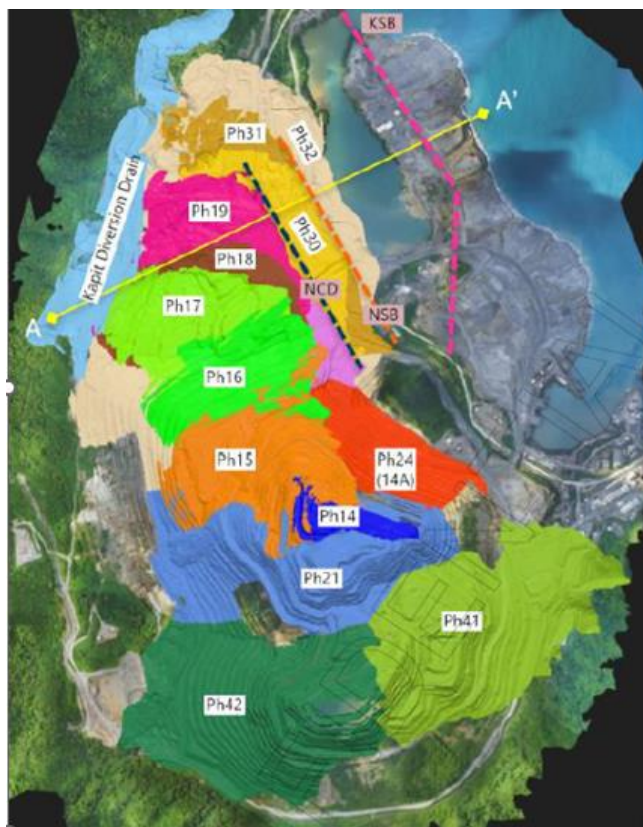 KSB
A'
Ph31
Ph32
Kapit Diversion Drain
Ph19
Ph30
Ph18
NCD
A
Ph17
NSB
Ph16
Ph15
Ph24
(14A)
Ph14
Ph21
Ph41
Ph42